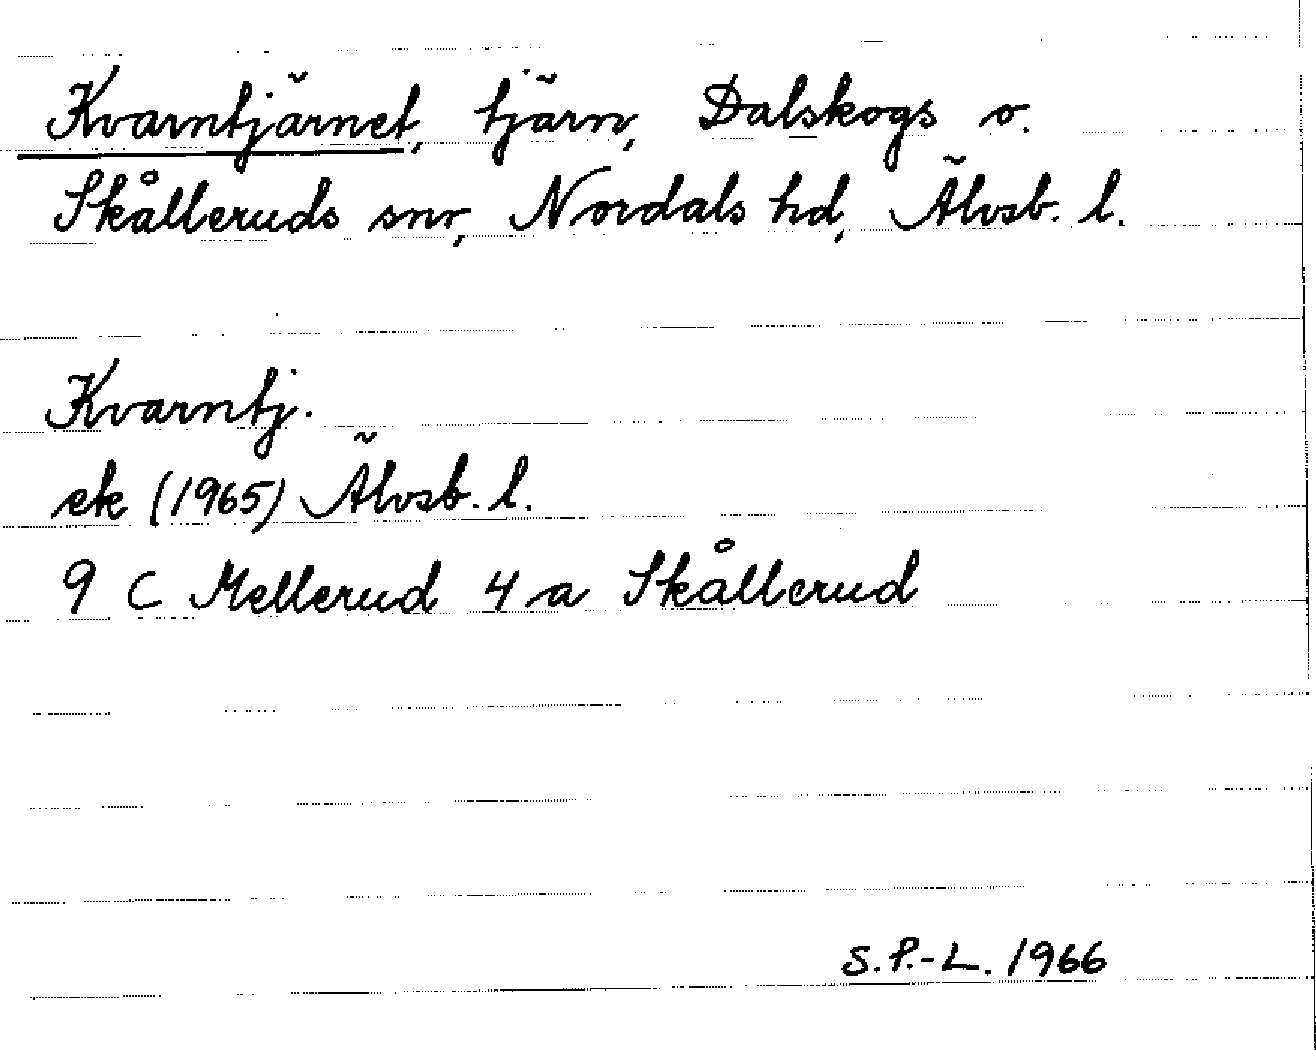 Kvarntjärnet, tjärn, Dalskogs o.
Skålleruds snr, Nordals hd, Älvsb. l.
Kvarntj.
ek (1965) Älvsb. l.
9 C Mellerud 4 a Skållerud
S.P.-L. 1966